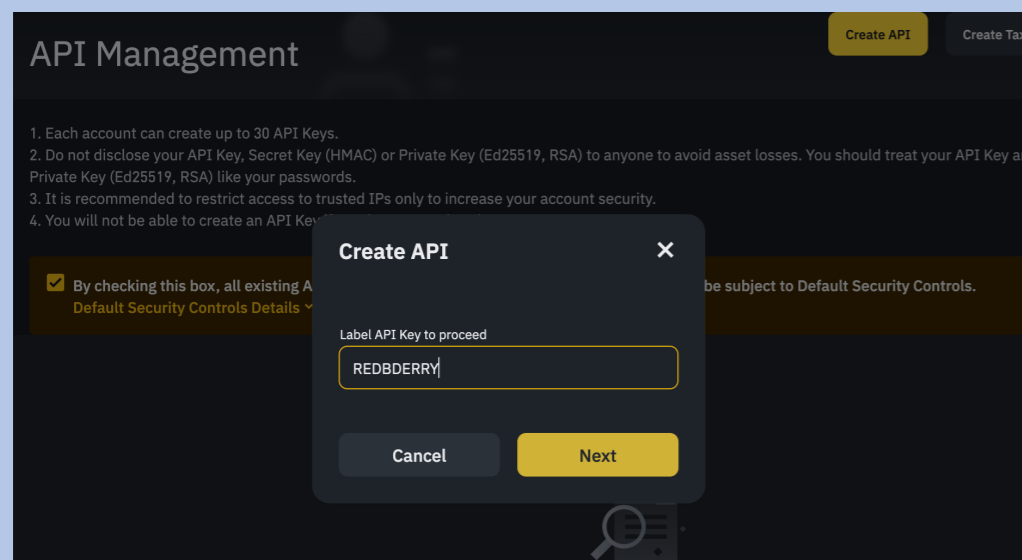 API Management
Create API
Create Tax
1. Each account can create up to 30 API Keys.
2. Do not disclose your API Key, Secret Key (HMAC) or Private Key (Ed25519, RSA) to anyone to avoid asset losses. You should treat your API Key
Private Key (Ed25519, RSA) like your passwords.
3. It is recommended to restrict access to trusted IPs only to increase your account security.
4. You will not be able to create an API Key
Create API
By checking this box, all existing A
be subject to Default Security Controls.
Default Security Controls Details
Label API Key to proceed
REDBDERRY
Cancel
Next